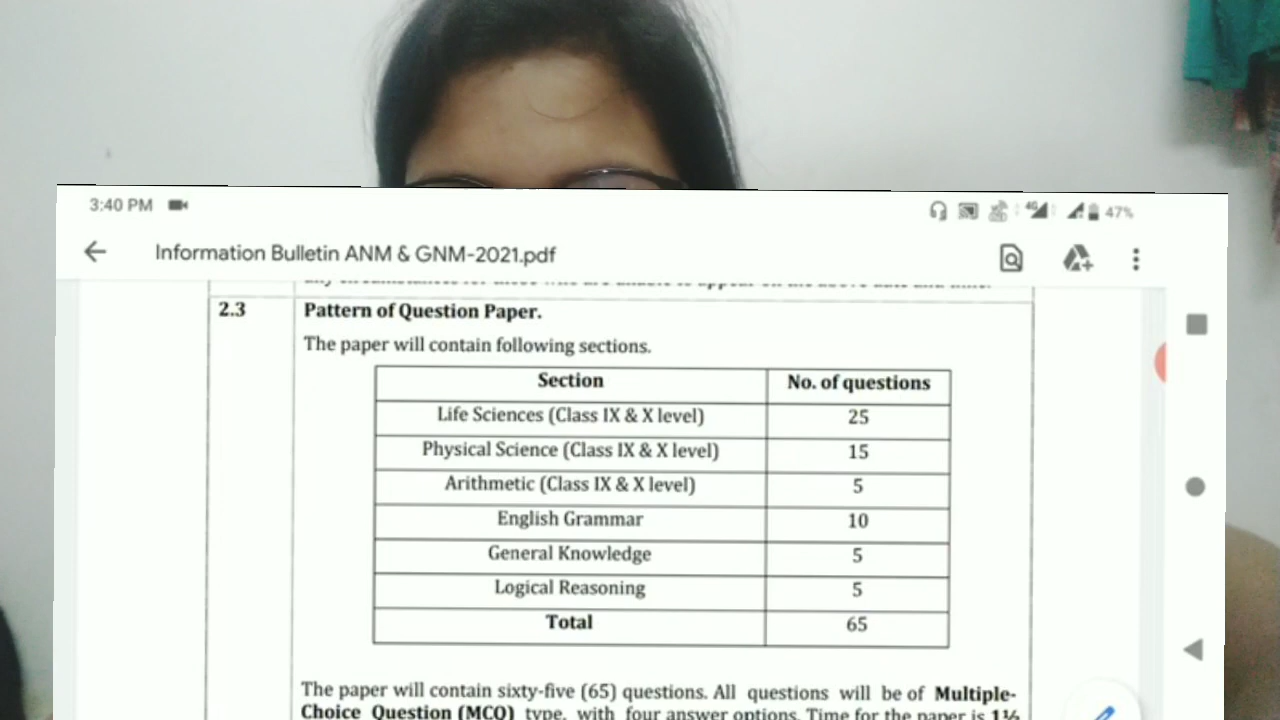 3:40 PM
4G
47%
Information Bulletin ANM & GNM-2021.pdf
2.3
Pattern of Question Paper.
The paper will contain following sections.
Section No. of questions
Life Sciences (Class IX & X level) 25
Physical Science (Class IX & X level) 15
Arithmetic (Class IX & X level) 5
English Grammar 10
General Knowledge 5
Logical Reasoning 5
Total 65
The paper will contain sixty-five (65) questions. All questions will be of Multiple-
Choice Question (MCQ) type, with four answer options. Time for the paper is 1½